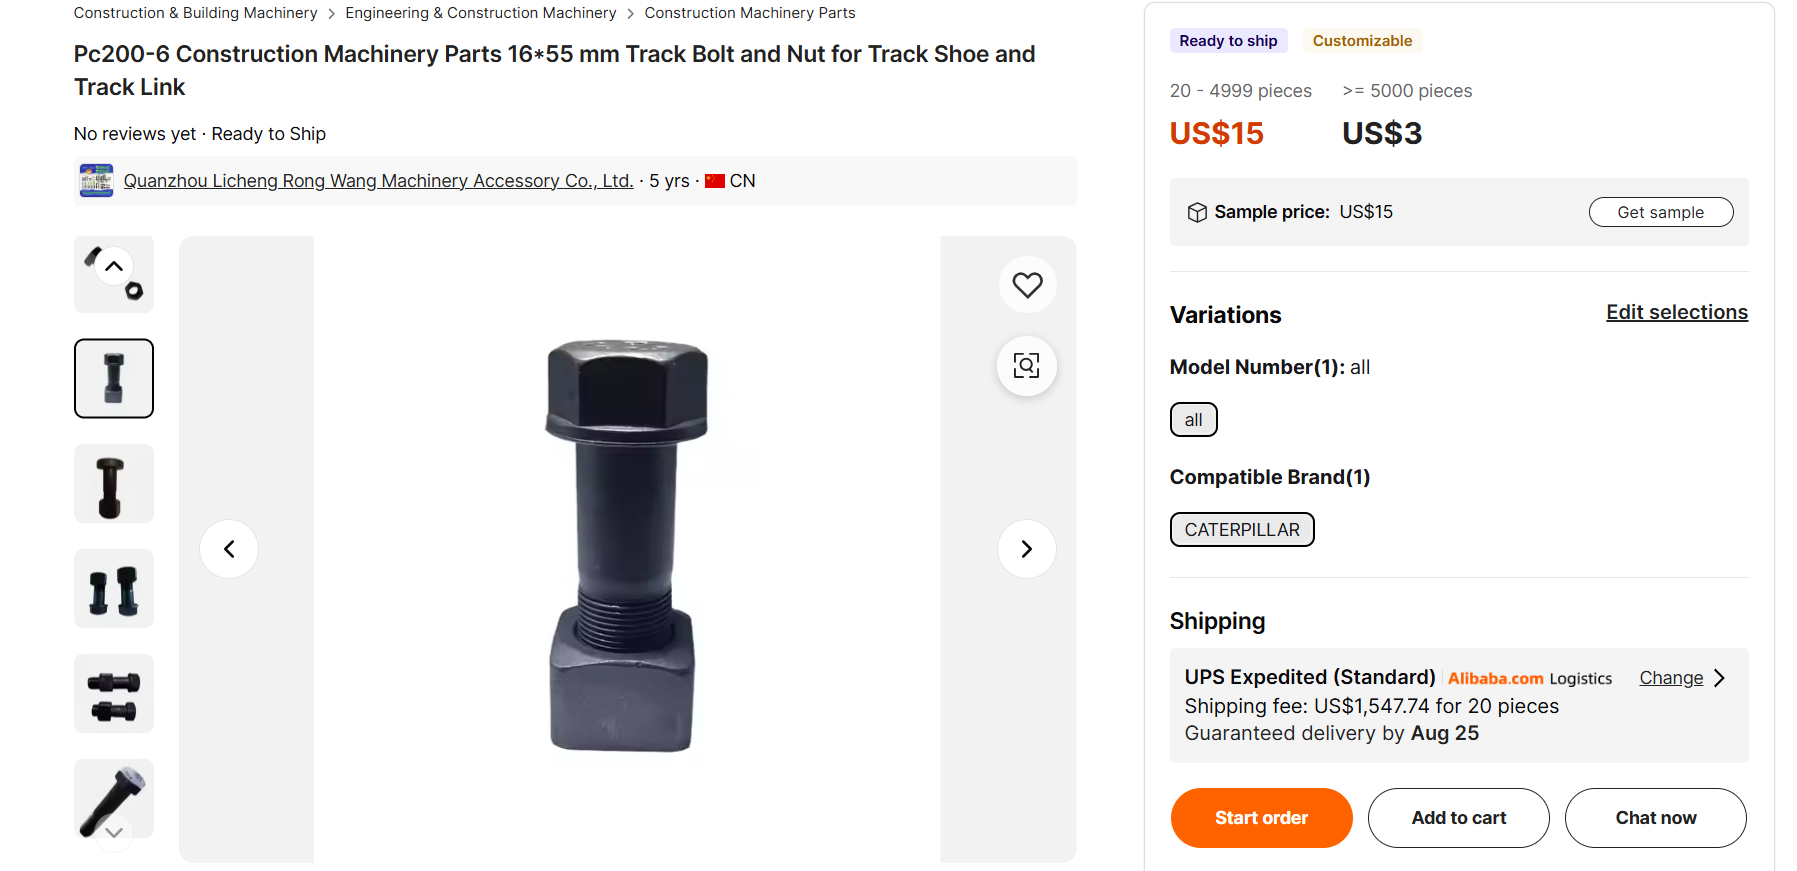 Construction & Building Machinery > Engineering & Construction Machinery > Construction Machinery Parts
Pc200-6 Construction Machinery Parts 16*55 mm Track Bolt and Nut for Track Shoe and
Track Link
No reviews yet · Ready to Ship
Quanzhou Licheng Rong Wang Machinery Accessory Co., Ltd. · 5 yrs · CN
Ready to ship Customizable
20 - 4999 pieces >= 5000 pieces
US$15 US$3
Sample price: US$15 Get sample
Variations Edit selections
Model Number(1): all
all
Compatible Brand(1)
CATERPILLAR
Shipping
UPS Expedited (Standard) Alibaba.com Logistics Change
Shipping fee: US$1,547.74 for 20 pieces
Guaranteed delivery by Aug 25
Start order Add to cart Chat now